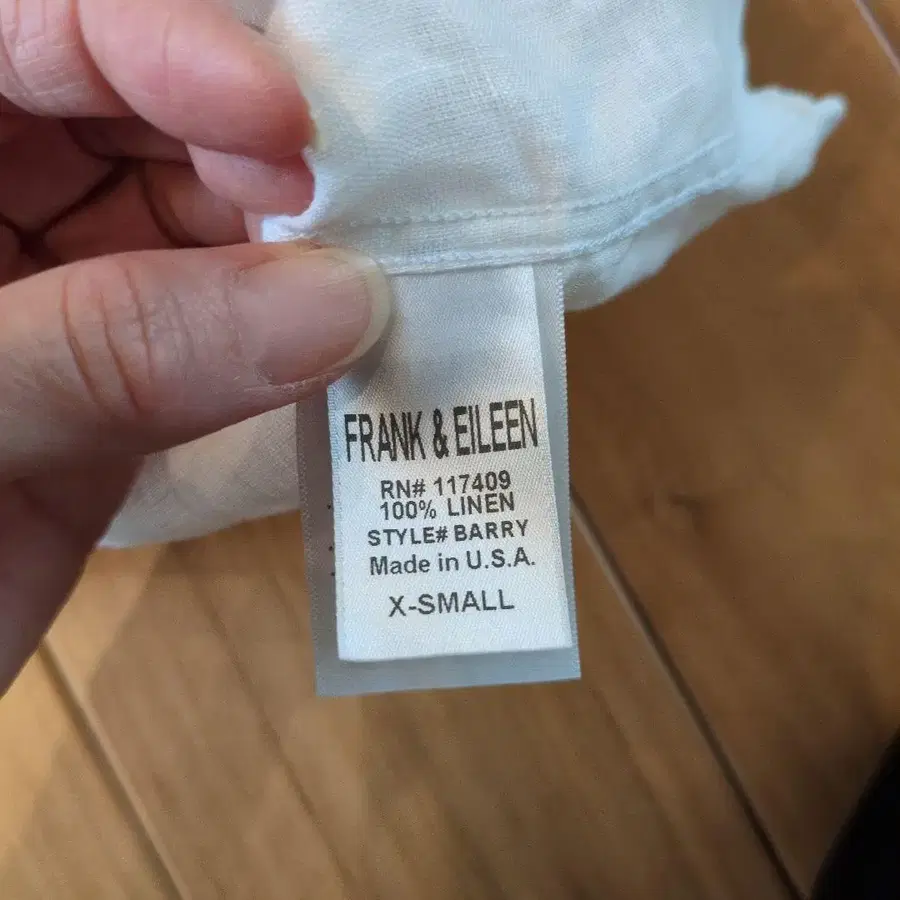 FRANK & EILEEN
RN# 117409
100% LINEN
STYLE# BARRY
Made in U.S.A.
X-SMALL